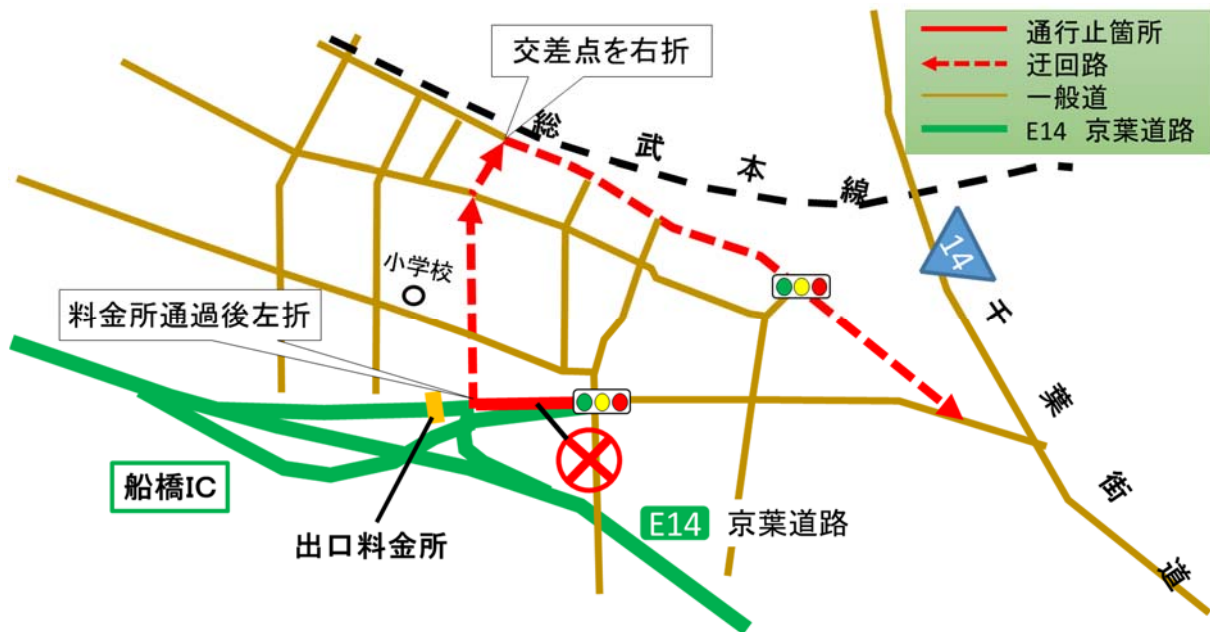 交差点を右折
通行止箇所
迂回路
一般道
E14 京葉道路
総武本線
14
小学校
料金所通過後左折
千葉街道
船橋IC
出口料金所
E14 京葉道路